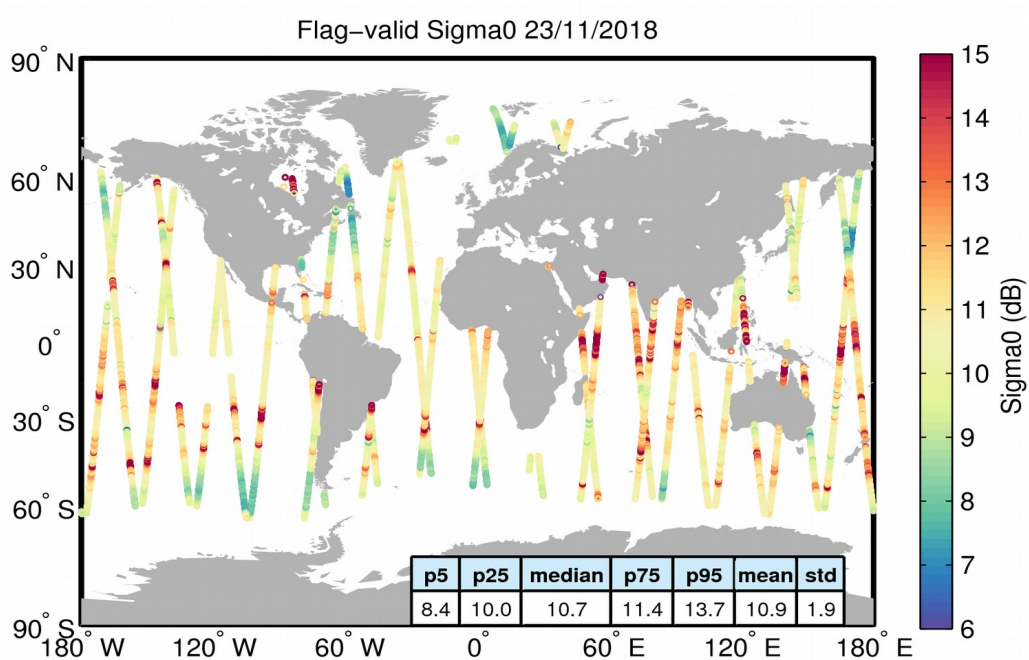 Flag−valid Sigma0 23/11/2018
90° N
60° N
30° N
0°
30° S
60° S
90° S
180° W 120° W 60° W 0° 60° E 120° E 180° E
p5 p25 median p75 p95 mean std
8.4 10.0 10.7 11.4 13.7 10.9 1.9
15
14
13
12
11
10
9
8
7
6
Sigma0 (dB)